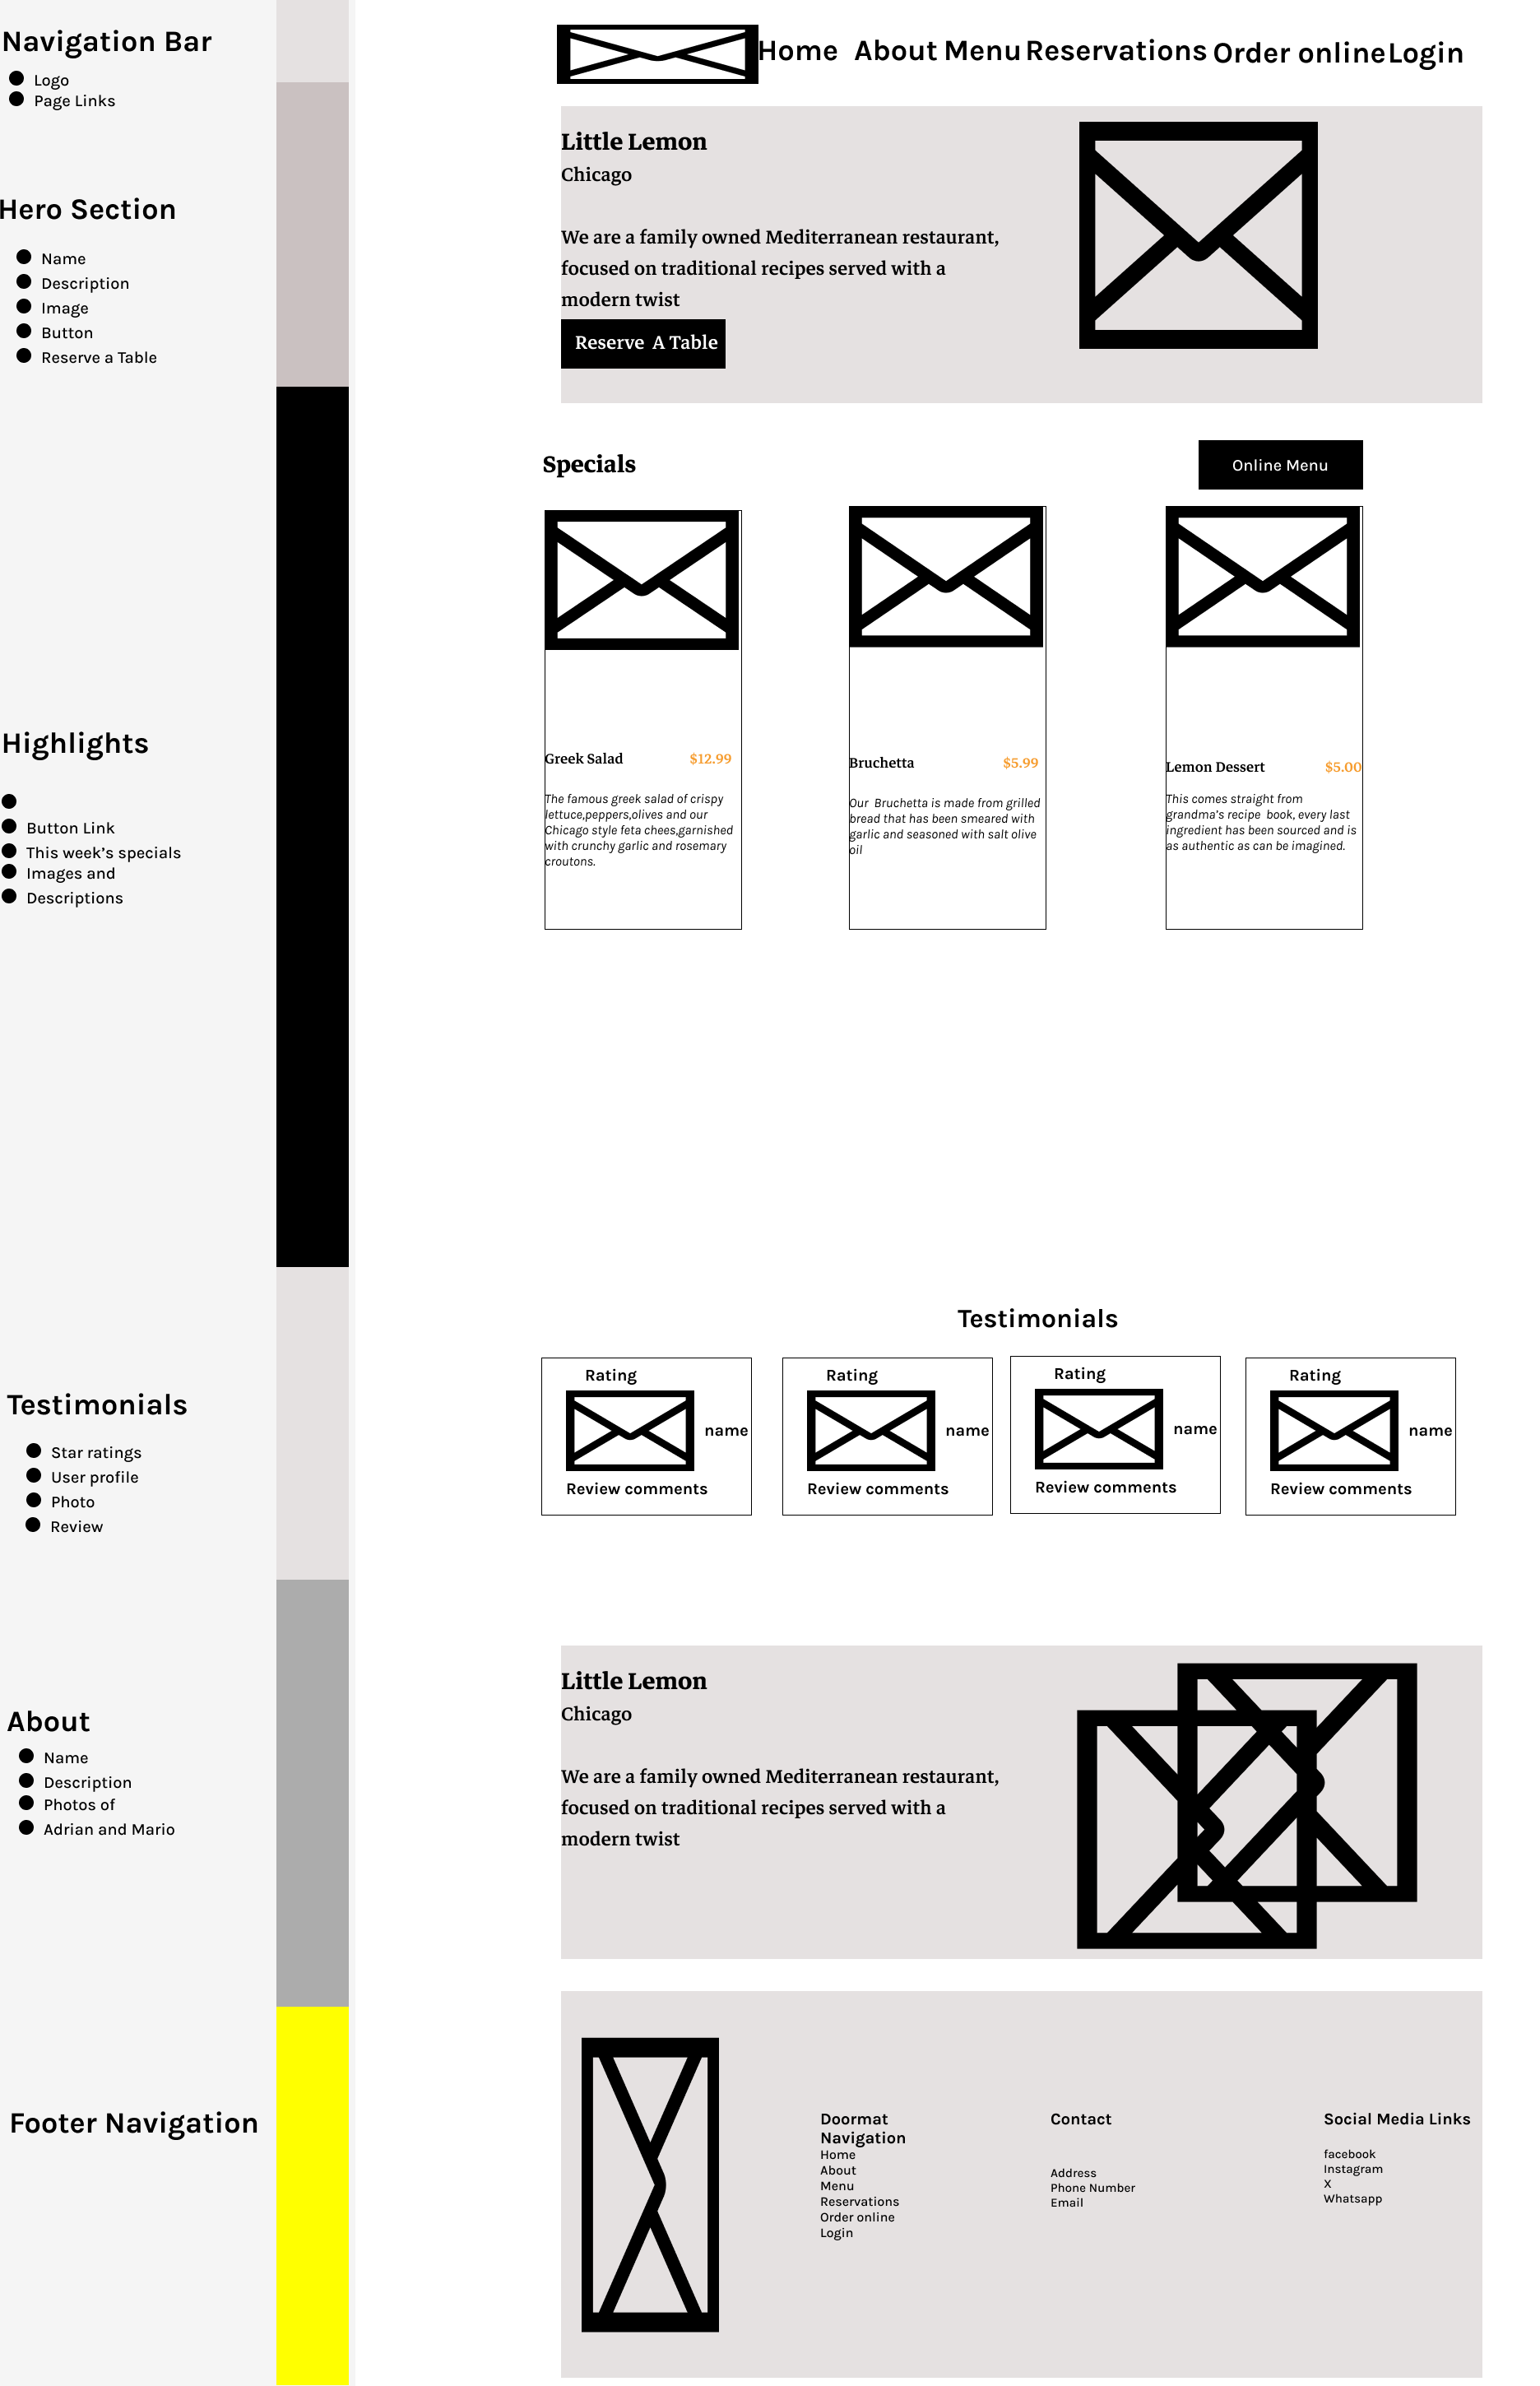 Navigation Bar
Logo
Page Links
Hero Section
Name
Description
Image
Button
Reserve a Table
Highlights
Button Link
This week’s specials
Images and
Descriptions
Testimonials
Star ratings
User profile
Photo
Review
About
Name
Description
Photos of
Adrian and Mario
Footer Navigation
Home About Menu Reservations Order online Login
Little Lemon
Chicago
We are a family owned Mediterranean restaurant,
focused on traditional recipes served with a
modern twist
Reserve A Table
Specials
Online Menu
Greek Salad $12.99
The famous greek salad of crispy
lettuce,peppers,olives and our
Chicago style feta chees,garnished
with crunchy garlic and rosemary
croutons.
Bruchetta $5.99
Our Bruchetta is made from grilled
bread that has been smeared with
garlic and seasoned with salt olive
oil
Lemon Dessert $5.00
This comes straight from
grandma’s recipe book, every last
ingredient has been sourced and is
as authentic as can be imagined.
Testimonials
Rating
name
Review comments
Rating
name
Review comments
Rating
name
Review comments
Rating
name
Review comments
Little Lemon
Chicago
We are a family owned Mediterranean restaurant,
focused on traditional recipes served with a
modern twist
Doormat
Navigation
Home
About
Menu
Reservations
Order online
Login
Contact
Address
Phone Number
Email
Social Media Links
facebook
Instagram
X
Whatsapp